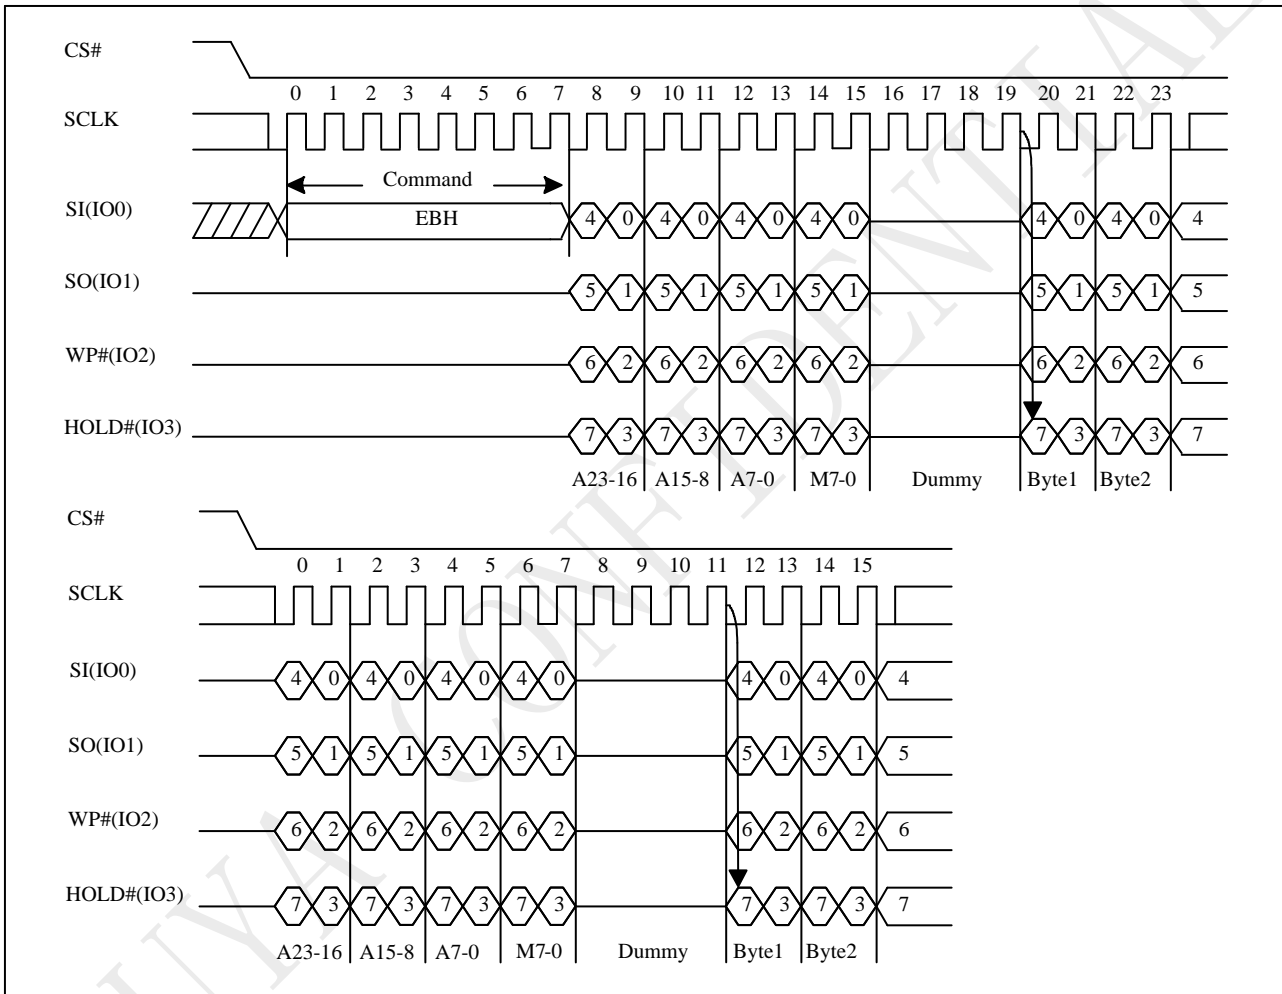 CS#
0 1 2 3 4 5 6 7 8 9 10 11 12 13 14 15 16 17 18 19 20 21 22 23
SCLK
Command
SI(IO0) EBH 4 0 4 0 4 0 4 0 4 0 4 0 4
SO(IO1) 5 1 5 1 5 1 5 1 5 1 5 1 5
WP#(IO2) 6 2 6 2 6 2 6 2 6 2 6 2 6
HOLD#(IO3) 7 3 7 3 7 3 7 3 7 3 7 3 7
A23-16 A15-8 A7-0 M7-0 Dummy Byte1 Byte2
CS#
0 1 2 3 4 5 6 7 8 9 10 11 12 13 14 15
SCLK
SI(IO0) 4 0 4 0 4 0 4 0 4 0 4 0 4
SO(IO1) 5 1 5 1 5 1 5 1 5 1 5 1 5
WP#(IO2) 6 2 6 2 6 2 6 2 6 2 6 2 6
HOLD#(IO3) 7 3 7 3 7 3 7 3 7 3 7 3 7
A23-16 A15-8 A7-0 M7-0 Dummy Byte1 Byte2
UYA CONFIDENTIAL